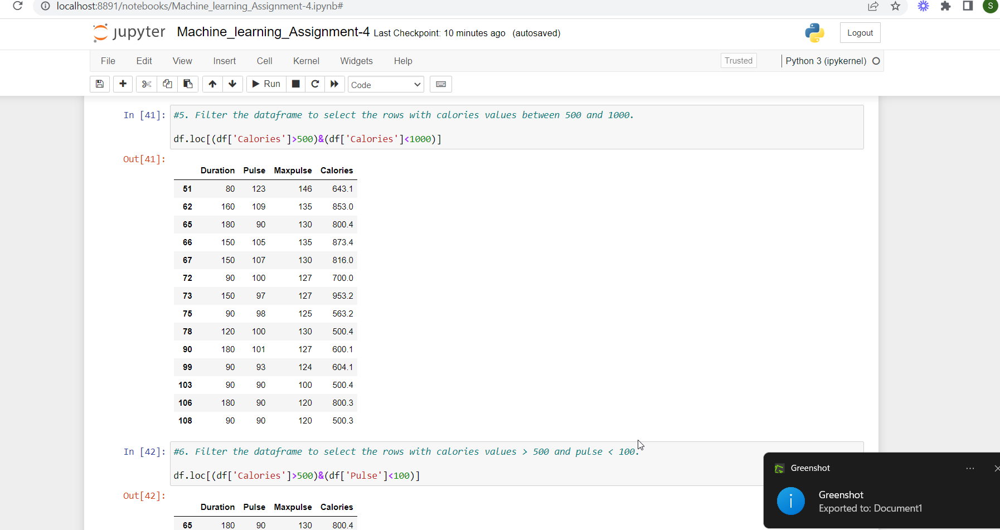 localhost:8891/notebooks/Machine_learning_Assignment-4.ipynb#
S
jupyter Machine_learning_Assignment-4 Last Checkpoint: 10 minutes ago (autosaved)
Logout
File Edit View Insert Cell Kernel Widgets Help
Trusted
Python 3 (ipykernel)
Run
Code
In [41]: #5. Filter the dataframe to select the rows with calories values between 500 and 1000.
df.loc[(df['Calories']>500)&(df['Calories']<1000)]
Out[41]:
Duration Pulse Maxpulse Calories
51 80 123 146 643.1
62 160 109 135 853.0
65 180 90 130 800.4
66 150 105 135 873.4
67 150 107 130 816.0
72 90 100 127 700.0
73 150 97 127 953.2
75 90 98 125 563.2
78 120 100 130 500.4
90 180 101 127 600.1
99 90 93 124 604.1
103 90 90 100 500.4
106 180 90 120 800.3
108 90 90 120 500.3
In [42]: #6. Filter the dataframe to select the rows with calories values > 500 and pulse < 100.
df.loc[(df['Calories']>500)&(df['Pulse']<100)]
Out[42]:
Duration Pulse Maxpulse Calories
65 180 90 130 800.4
Greenshot
Greenshot
Exported to: Document1